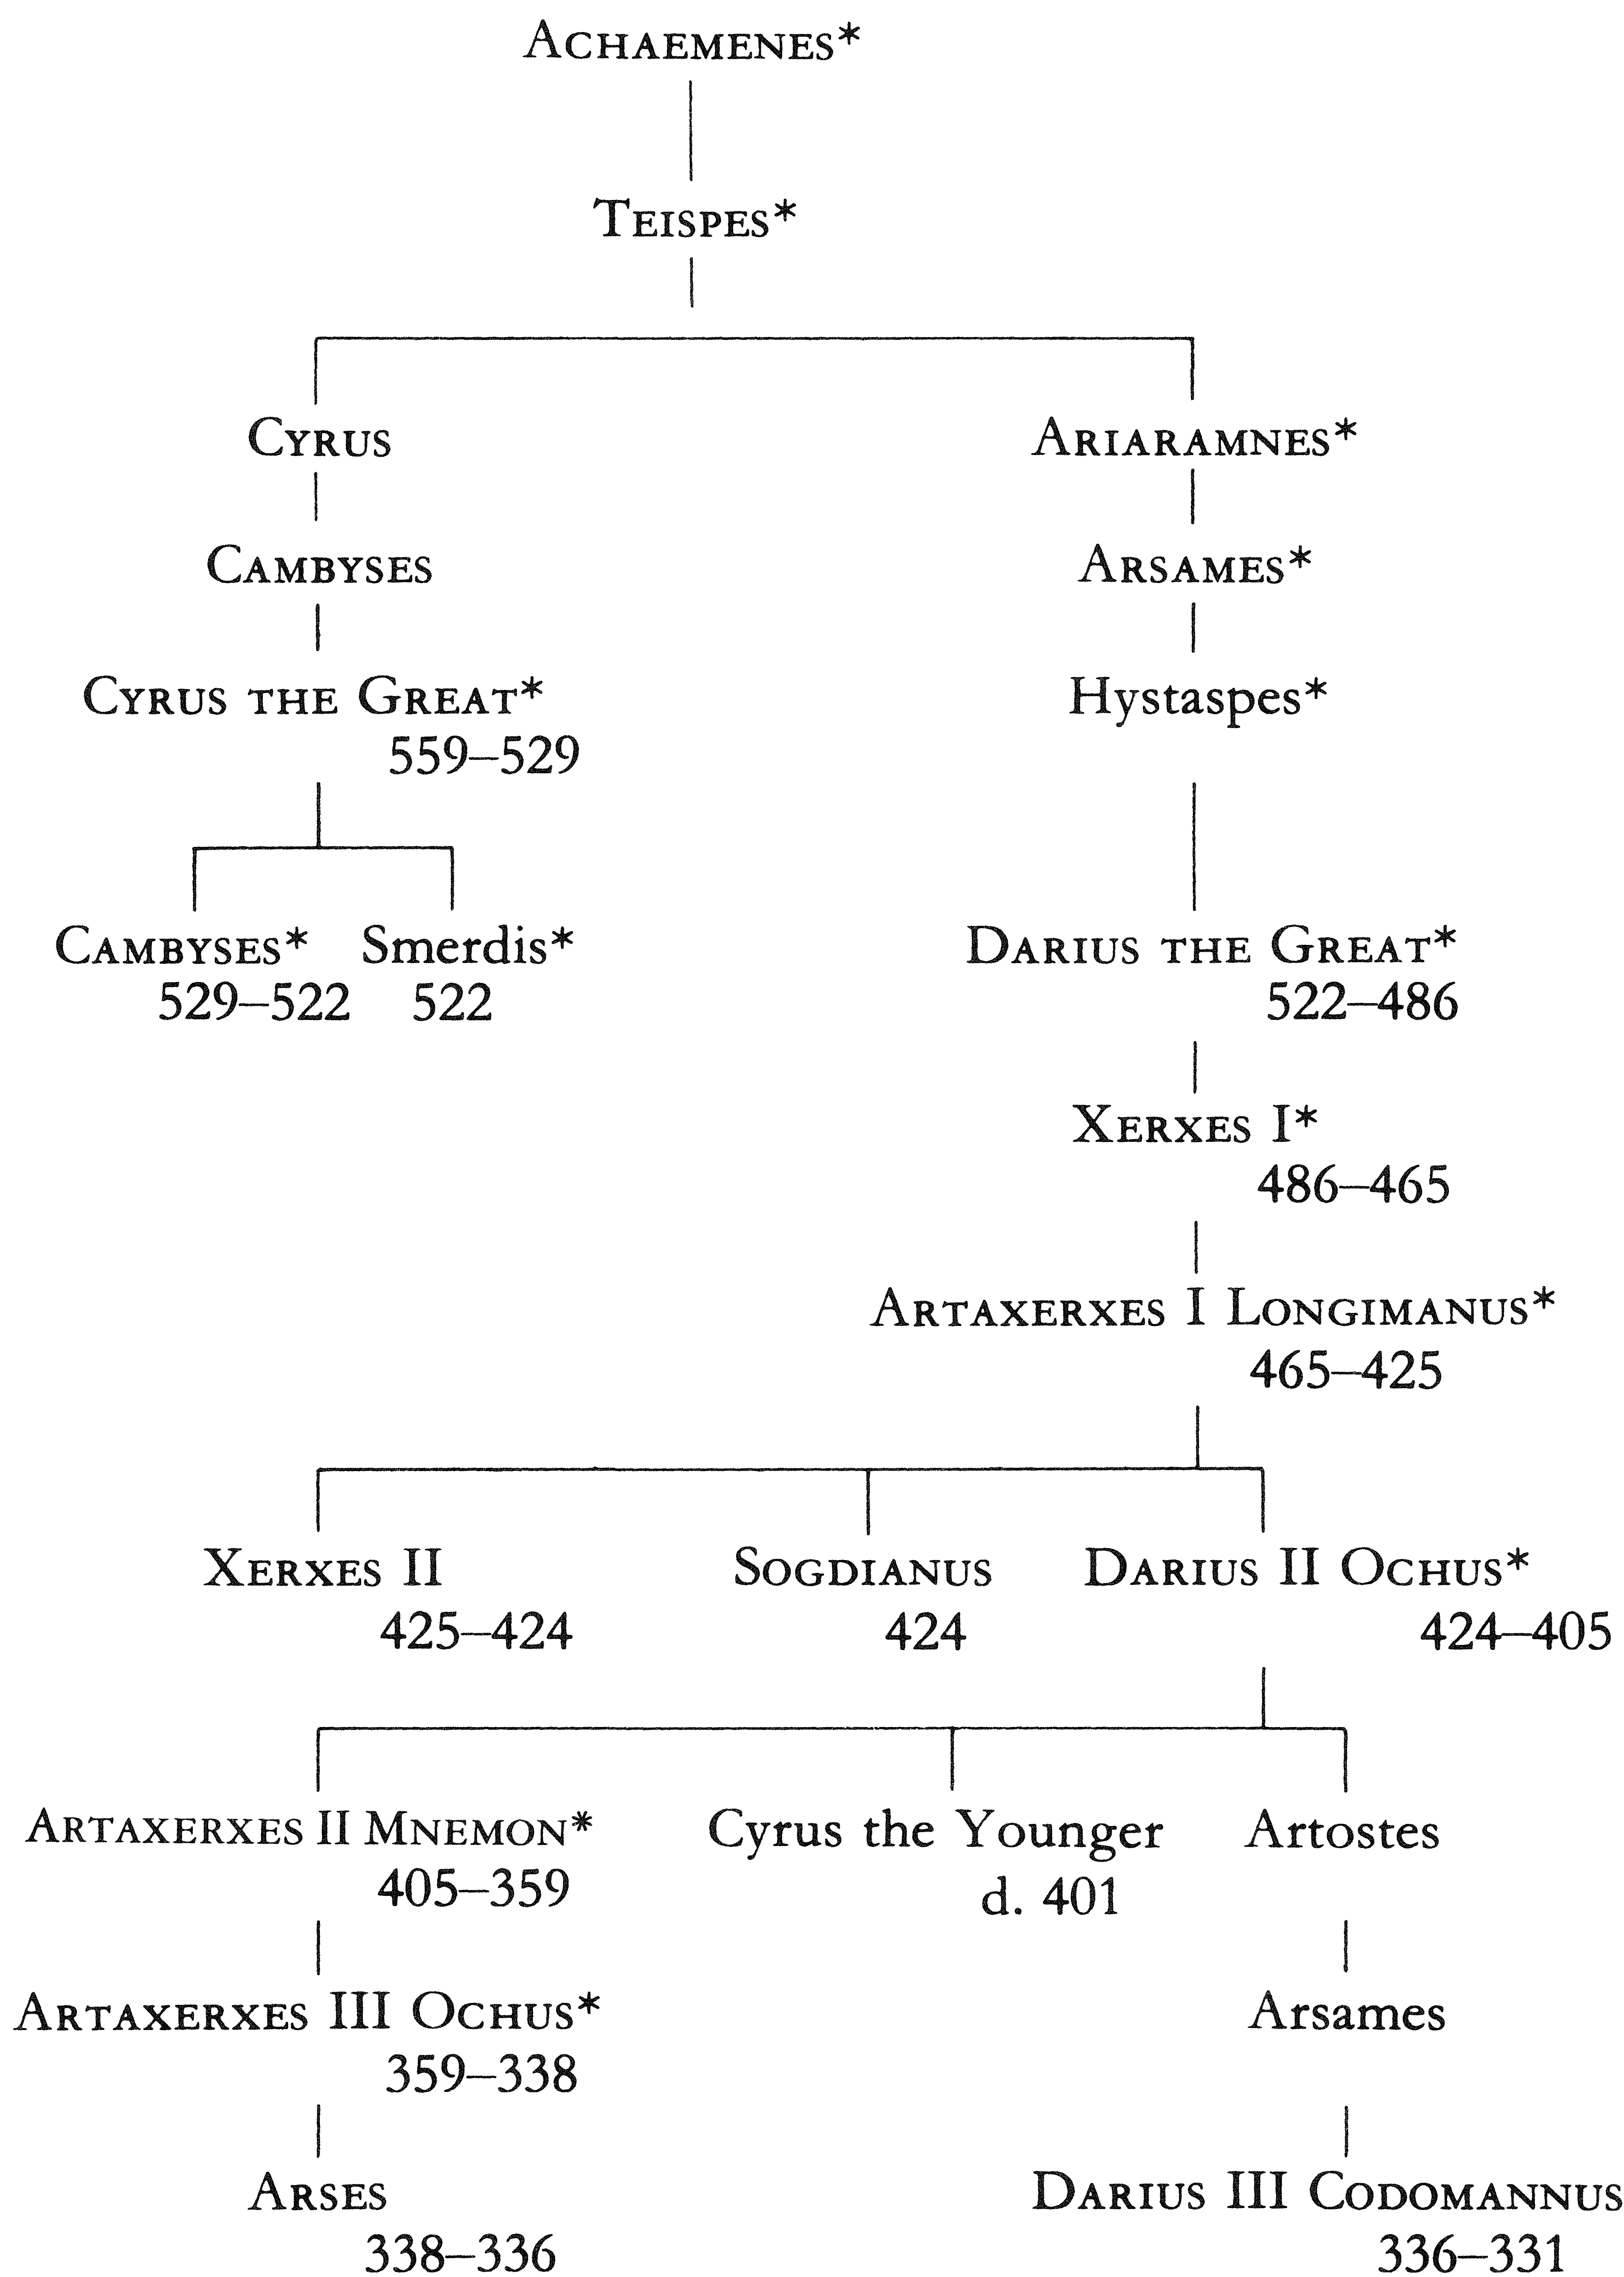 ACHAEMENES*
TEISPES*
CYRUS ARIARAMNES*
CAMBYSES ARSAMES*
CYRUS THE GREAT* Hystaspes*
559–529
CAMBYSES* Smerdis* DARIUS THE GREAT*
529–522 522 522–486
XERXES I*
486–465
ARTAXERXES I LONGIMANUS*
465–425
XERXES II SOGDIANUS DARIUS II OCHUS*
425–424 424 424–405
ARTAXERXES II MNEMON* Cyrus the Younger Artostes
405–359 d. 401
ARTAXERXES III OCHUS* Arsames
359–338
ARSES DARIUS III CODOMANNUS
338–336 336–331